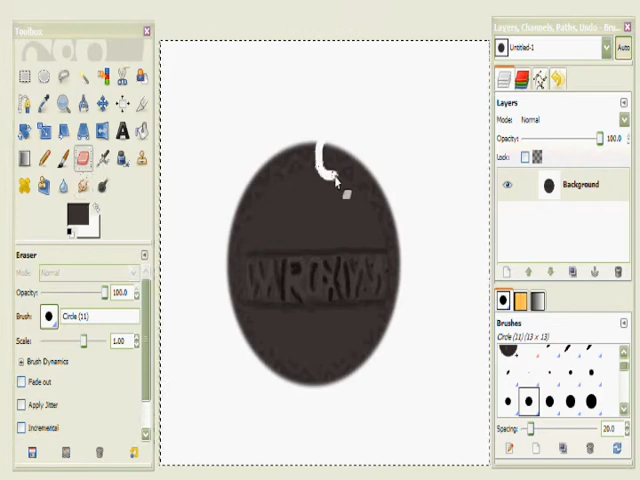 Toolbox
Eraser
Mode: Normal
Opacity: 100.0
Brush: Circle (11)
Scale: 1.00
Brush Dynamics
Fade out
Apply Jitter
Incremental
Layers, Channels, Paths, Undo - Bru...
Untitled-1
Auto
Layers
Mode: Normal
Opacity: 100.0
Lock:
Background
Brushes
Circle (11) (13 × 13)
Spacing: 20.0